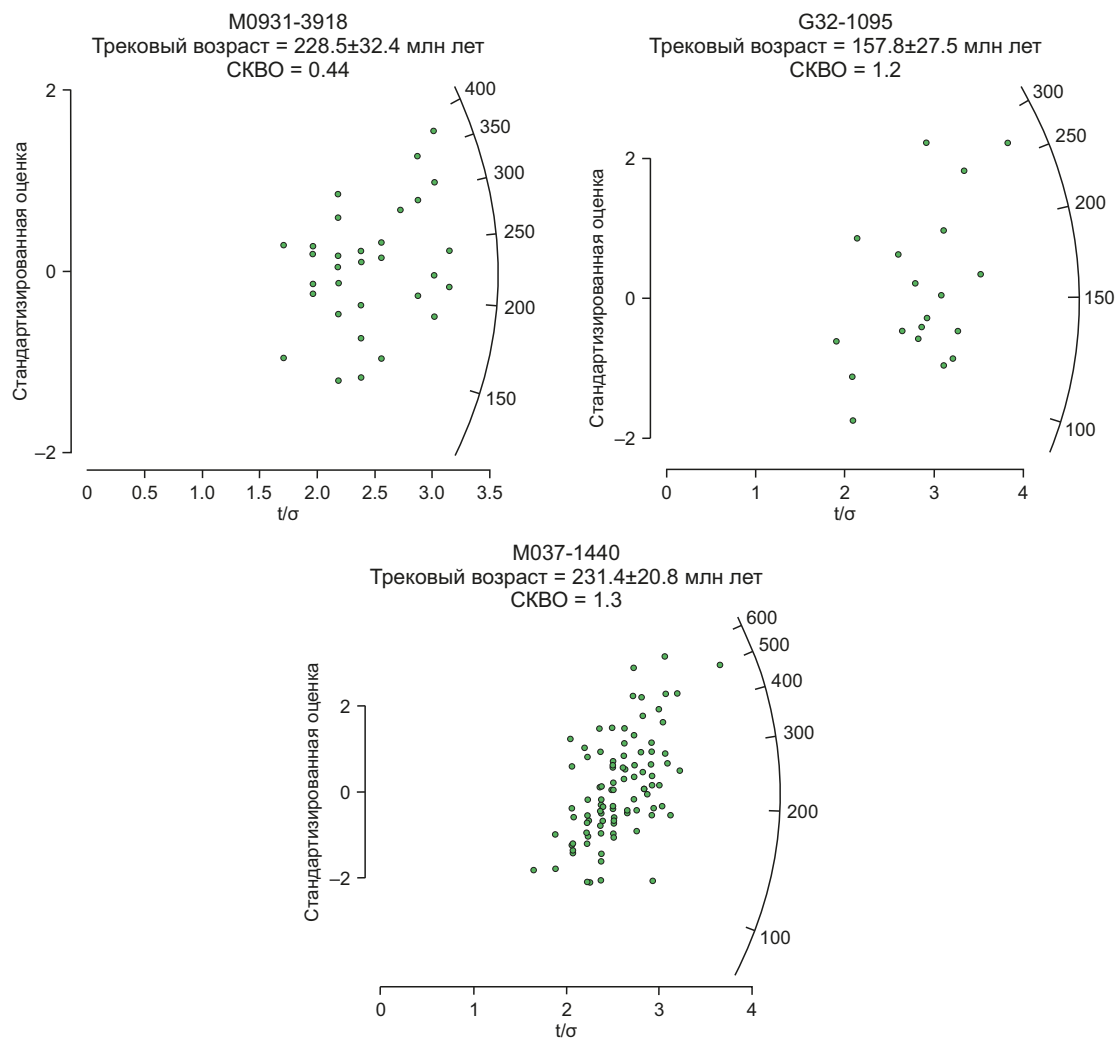 M0931-3918
Трековый возраст = 228.5±32.4 млн лет
СКВО = 0.44
Стандартизированная оценка
2
0
–2
400
350
300
250
200
150
0 0.5 1.0 1.5 2.0 2.5 3.0 3.5
t/σ
G32-1095
Трековый возраст = 157.8±27.5 млн лет
СКВО = 1.2
Стандартизированная оценка
2
0
–2
300
250
200
150
100
0 1 2 3 4
t/σ
M037-1440
Трековый возраст = 231.4±20.8 млн лет
СКВО = 1.3
Стандартизированная оценка
2
0
–2
600
500
400
300
200
100
0 1 2 3 4
t/σ